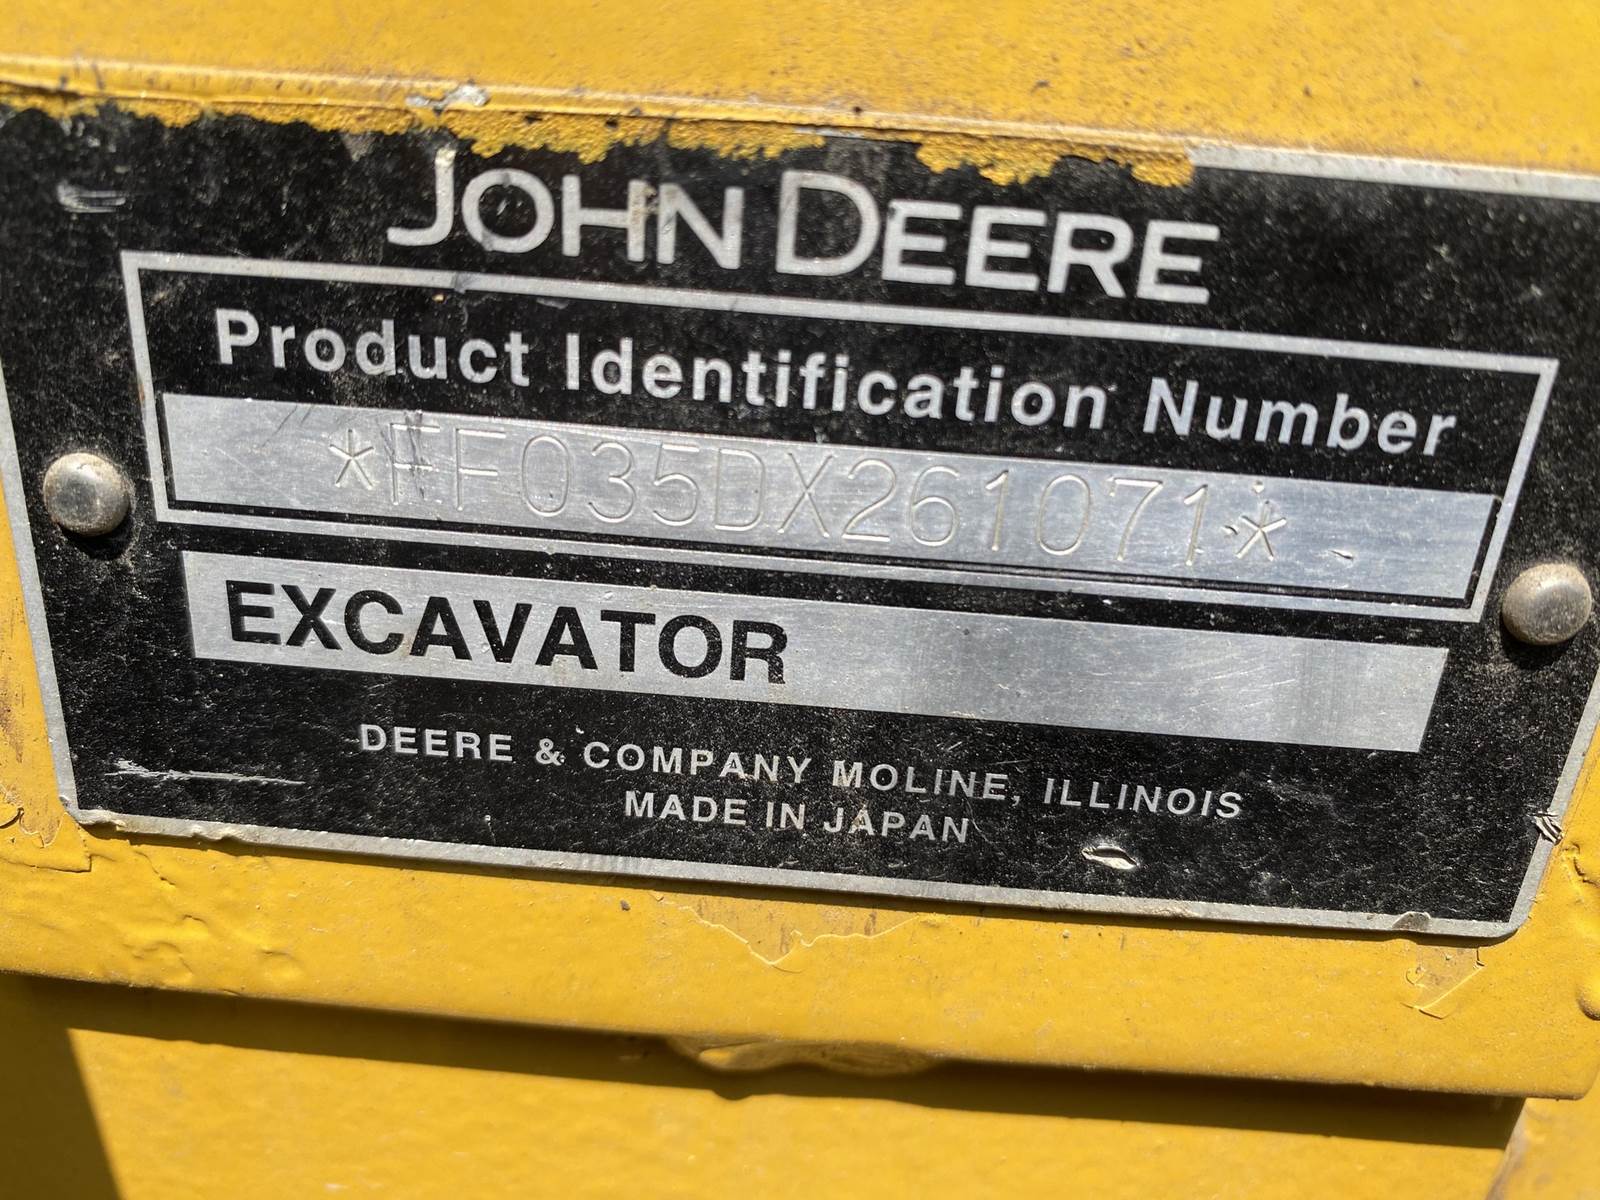 JOHN DEERE
Product Identification Number
*FF035DX261071*
EXCAVATOR
DEERE & COMPANY MOLINE, ILLINOIS
MADE IN JAPAN